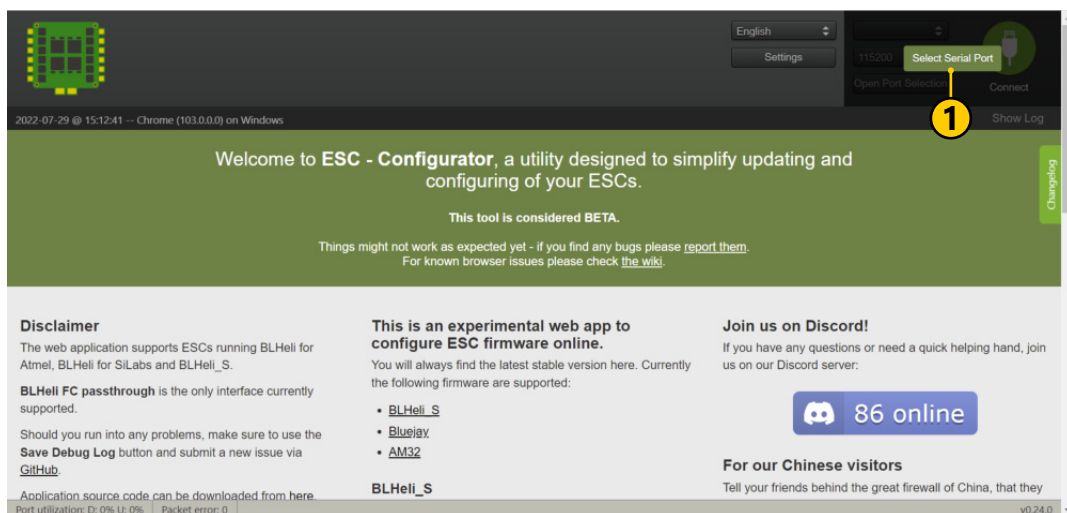 English
Settings
115200
Select Serial Port
Open Port Selection
Connect
1
2022-07-29 @ 15:12:41 -- Chrome (103.0.0.0) on Windows
Show Log
Welcome to ESC - Configurator, a utility designed to simplify updating and
configuring of your ESCs.
This tool is considered BETA.
Things might not work as expected yet - if you find any bugs please report them.
For known browser issues please check the wiki.
Changelog
Disclaimer
The web application supports ESCs running BLHeli for
Atmel, BLHeli for SiLabs and BLHeli_S.
BLHeli FC passthrough is the only interface currently
supported.
Should you run into any problems, make sure to use the
Save Debug Log button and submit a new issue via
GitHub.
Application source code can be downloaded from here.
This is an experimental web app to
configure ESC firmware online.
You will always find the latest stable version here. Currently
the following firmware are supported:
• BLHeli_S
• Bluejay
• AM32
BLHeli_S
Join us on Discord!
If you have any questions or need a quick helping hand, join
us on our Discord server:
86 online
For our Chinese visitors
Tell your friends behind the great firewall of China, that they
Port utilization: D: 0% U: 0%
Packet error: 0
v0.24.0